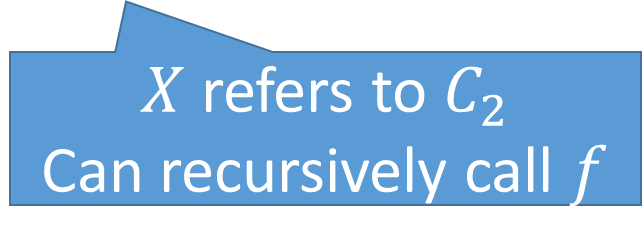 X refers to C₂
Can recursively call f